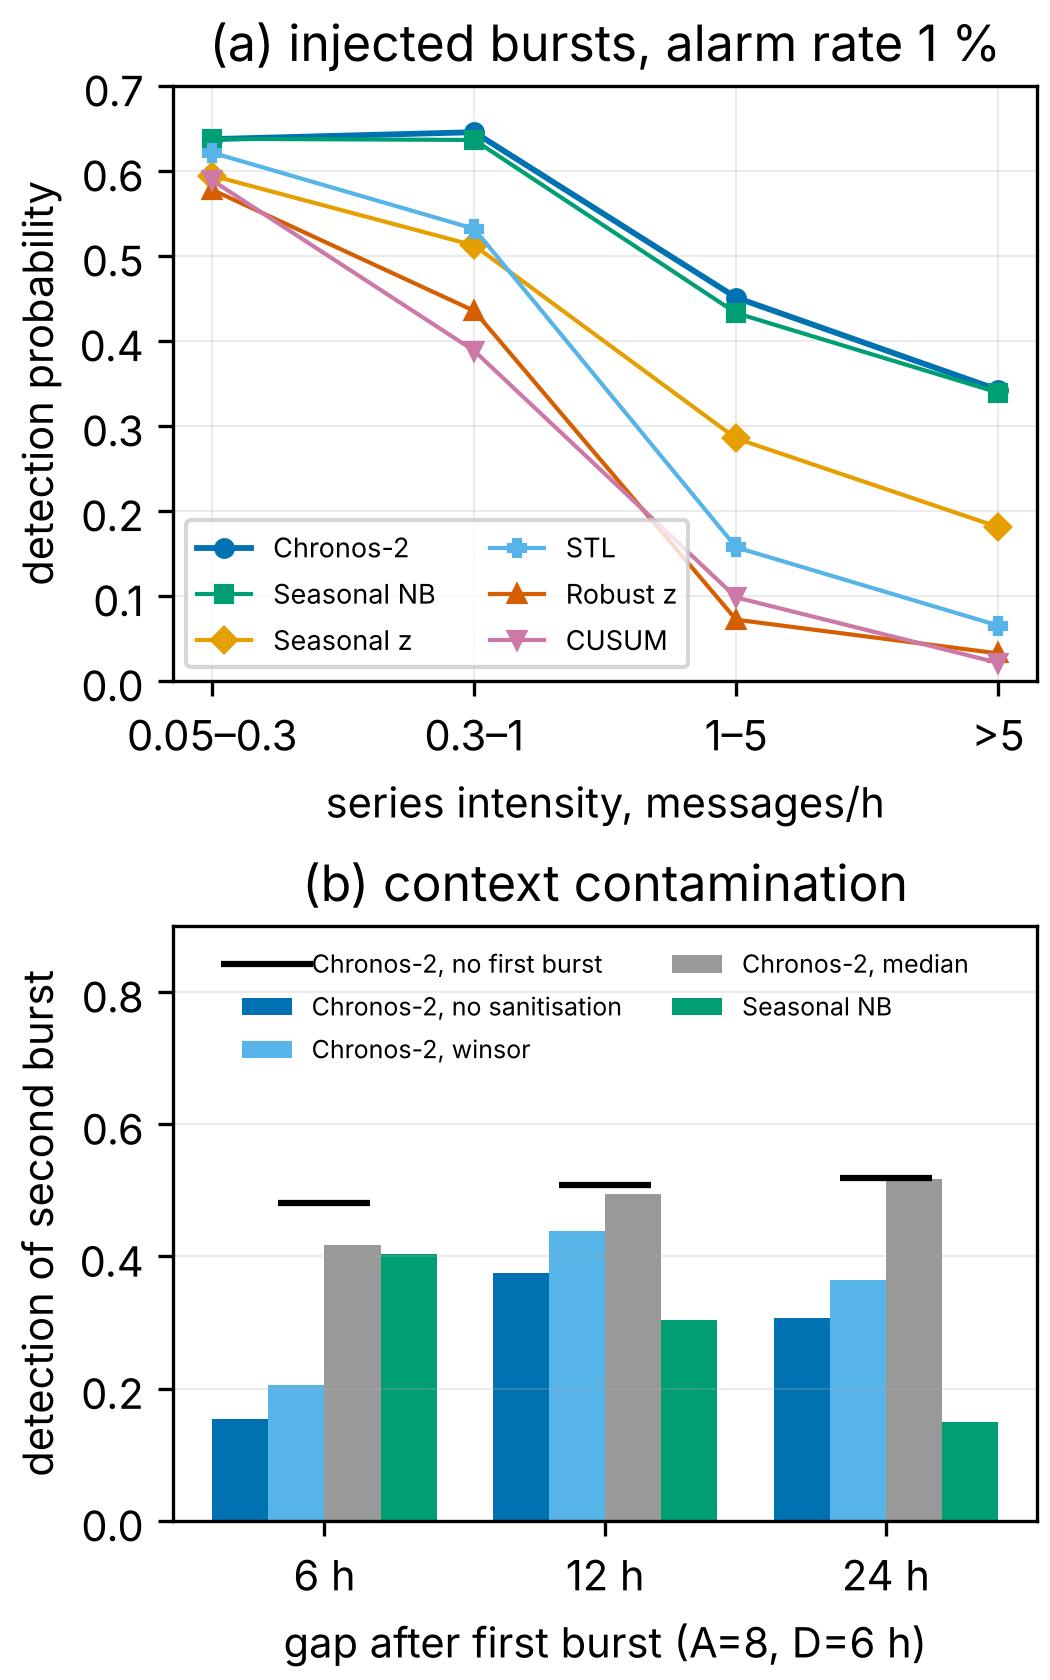 (a) injected bursts, alarm rate 1 %
detection probability
0.7
0.6
0.5
0.4
0.3
0.2
0.1
0.0
Chronos-2
Seasonal NB
Seasonal z
STL
Robust z
CUSUM
0.05–0.3
0.3–1
1–5
>5
series intensity, messages/h
(b) context contamination
detection of second burst
0.8
0.6
0.4
0.2
0.0
Chronos-2, no first burst
Chronos-2, no sanitisation
Chronos-2, winsor
Chronos-2, median
Seasonal NB
6 h
12 h
24 h
gap after first burst (A=8, D=6 h)